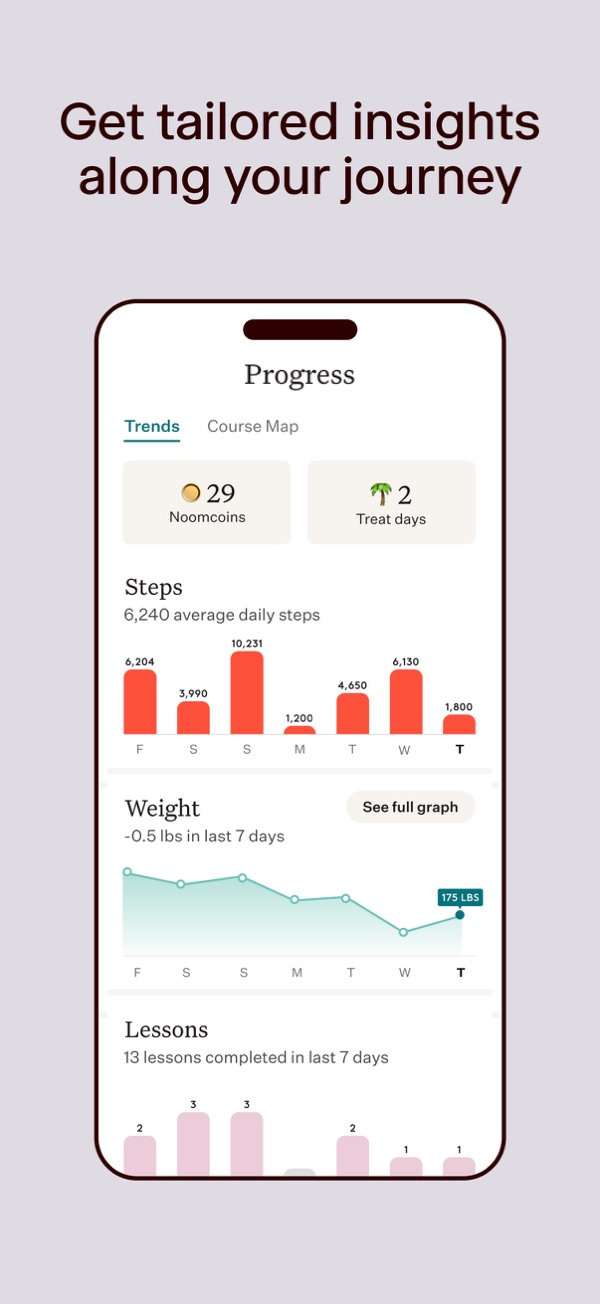 Get tailored insights
along your journey
Progress
Trends Course Map
29 2
Noomcoins Treat days
Steps
6,240 average daily steps
6,204 3,990 10,231 1,200 4,650 6,130 1,800
F S S M T W T
Weight See full graph
-0.5 lbs in last 7 days
175 LBS
F S S M T W T
Lessons
13 lessons completed in last 7 days
2 3 3 2 1 1